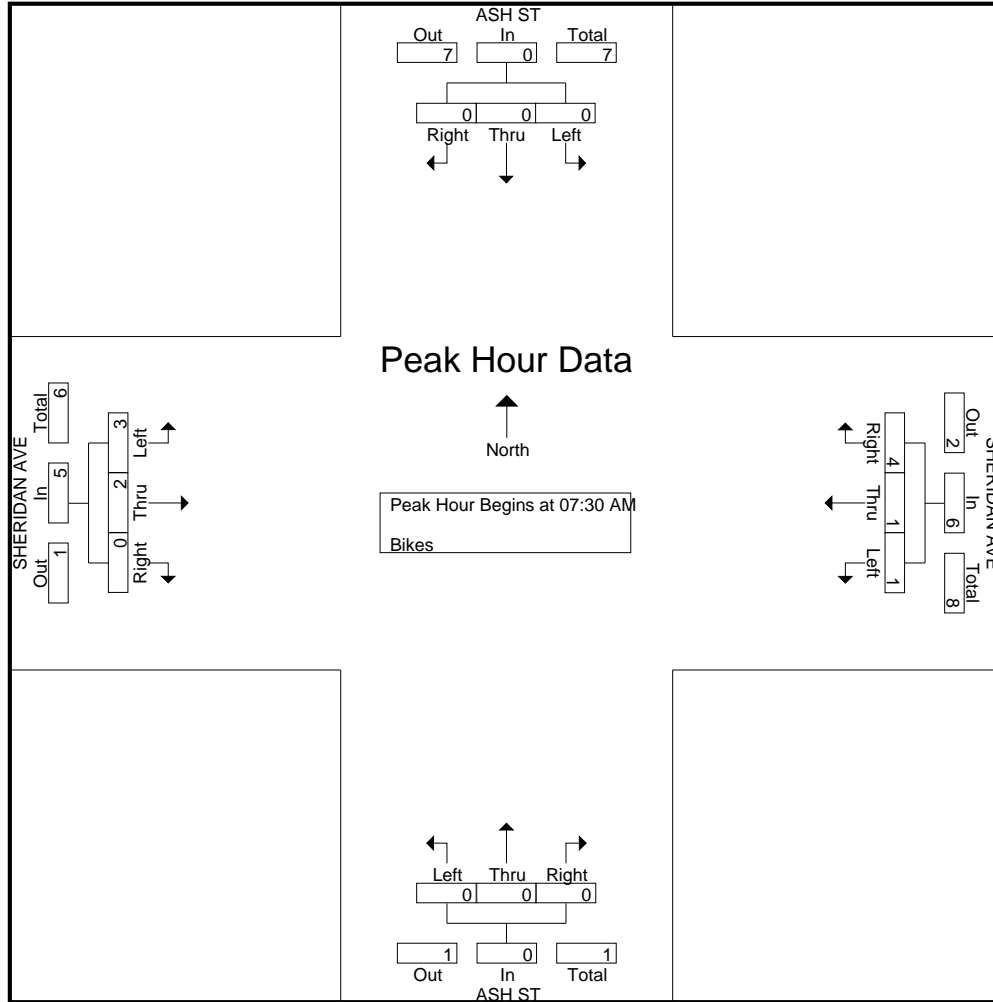 ASH ST
Out In Total
7 0 7
0 0 0
Right Thru Left
Peak Hour Data
North
Peak Hour Begins at 07:30 AM
Bikes
SHERIDAN AVE
Out In Total
1 5 6
0 2 3
Right Thru Left
SHERIDAN AVE
Out In Total
2 6 8
4 1 1
Right Thru Left
Left Thru Right
0 0 0
1 0 1
Out In Total
ASH ST